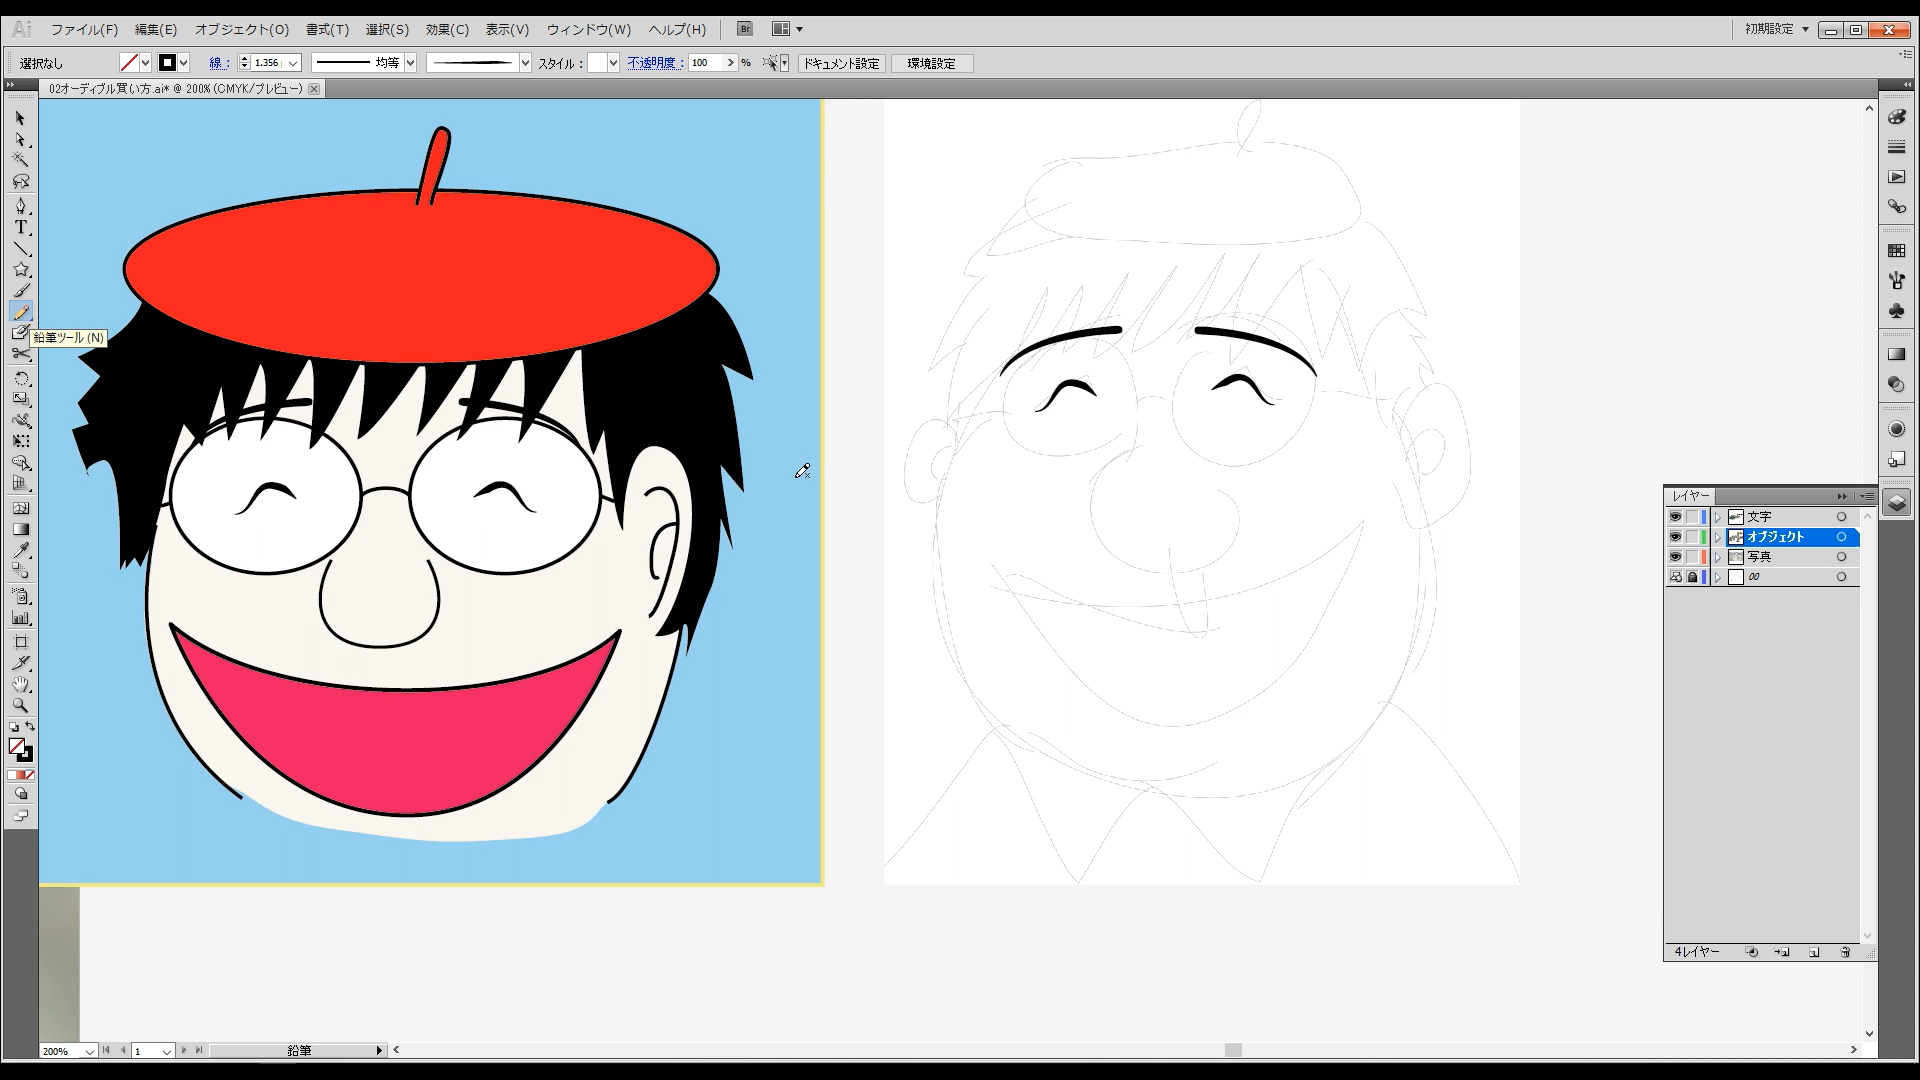 Ai ファイル(F) 編集(E) オブジェクト(O) 書式(T) 選択(S) 効果(C) 表示(V) ウィンドウ(W) ヘルプ(H) Br 初期設定
選択なし 線: 1.356 均等 スタイル: 不透明度: 100 % ドキュメント設定 環境設定
02オーディブル買い方.ai* @ 200% (CMYK/プレビュー)
T
鉛筆ツール (N)
レイヤー
文字
オブジェクト
写真
00
4レイヤー
200% 1 鉛筆